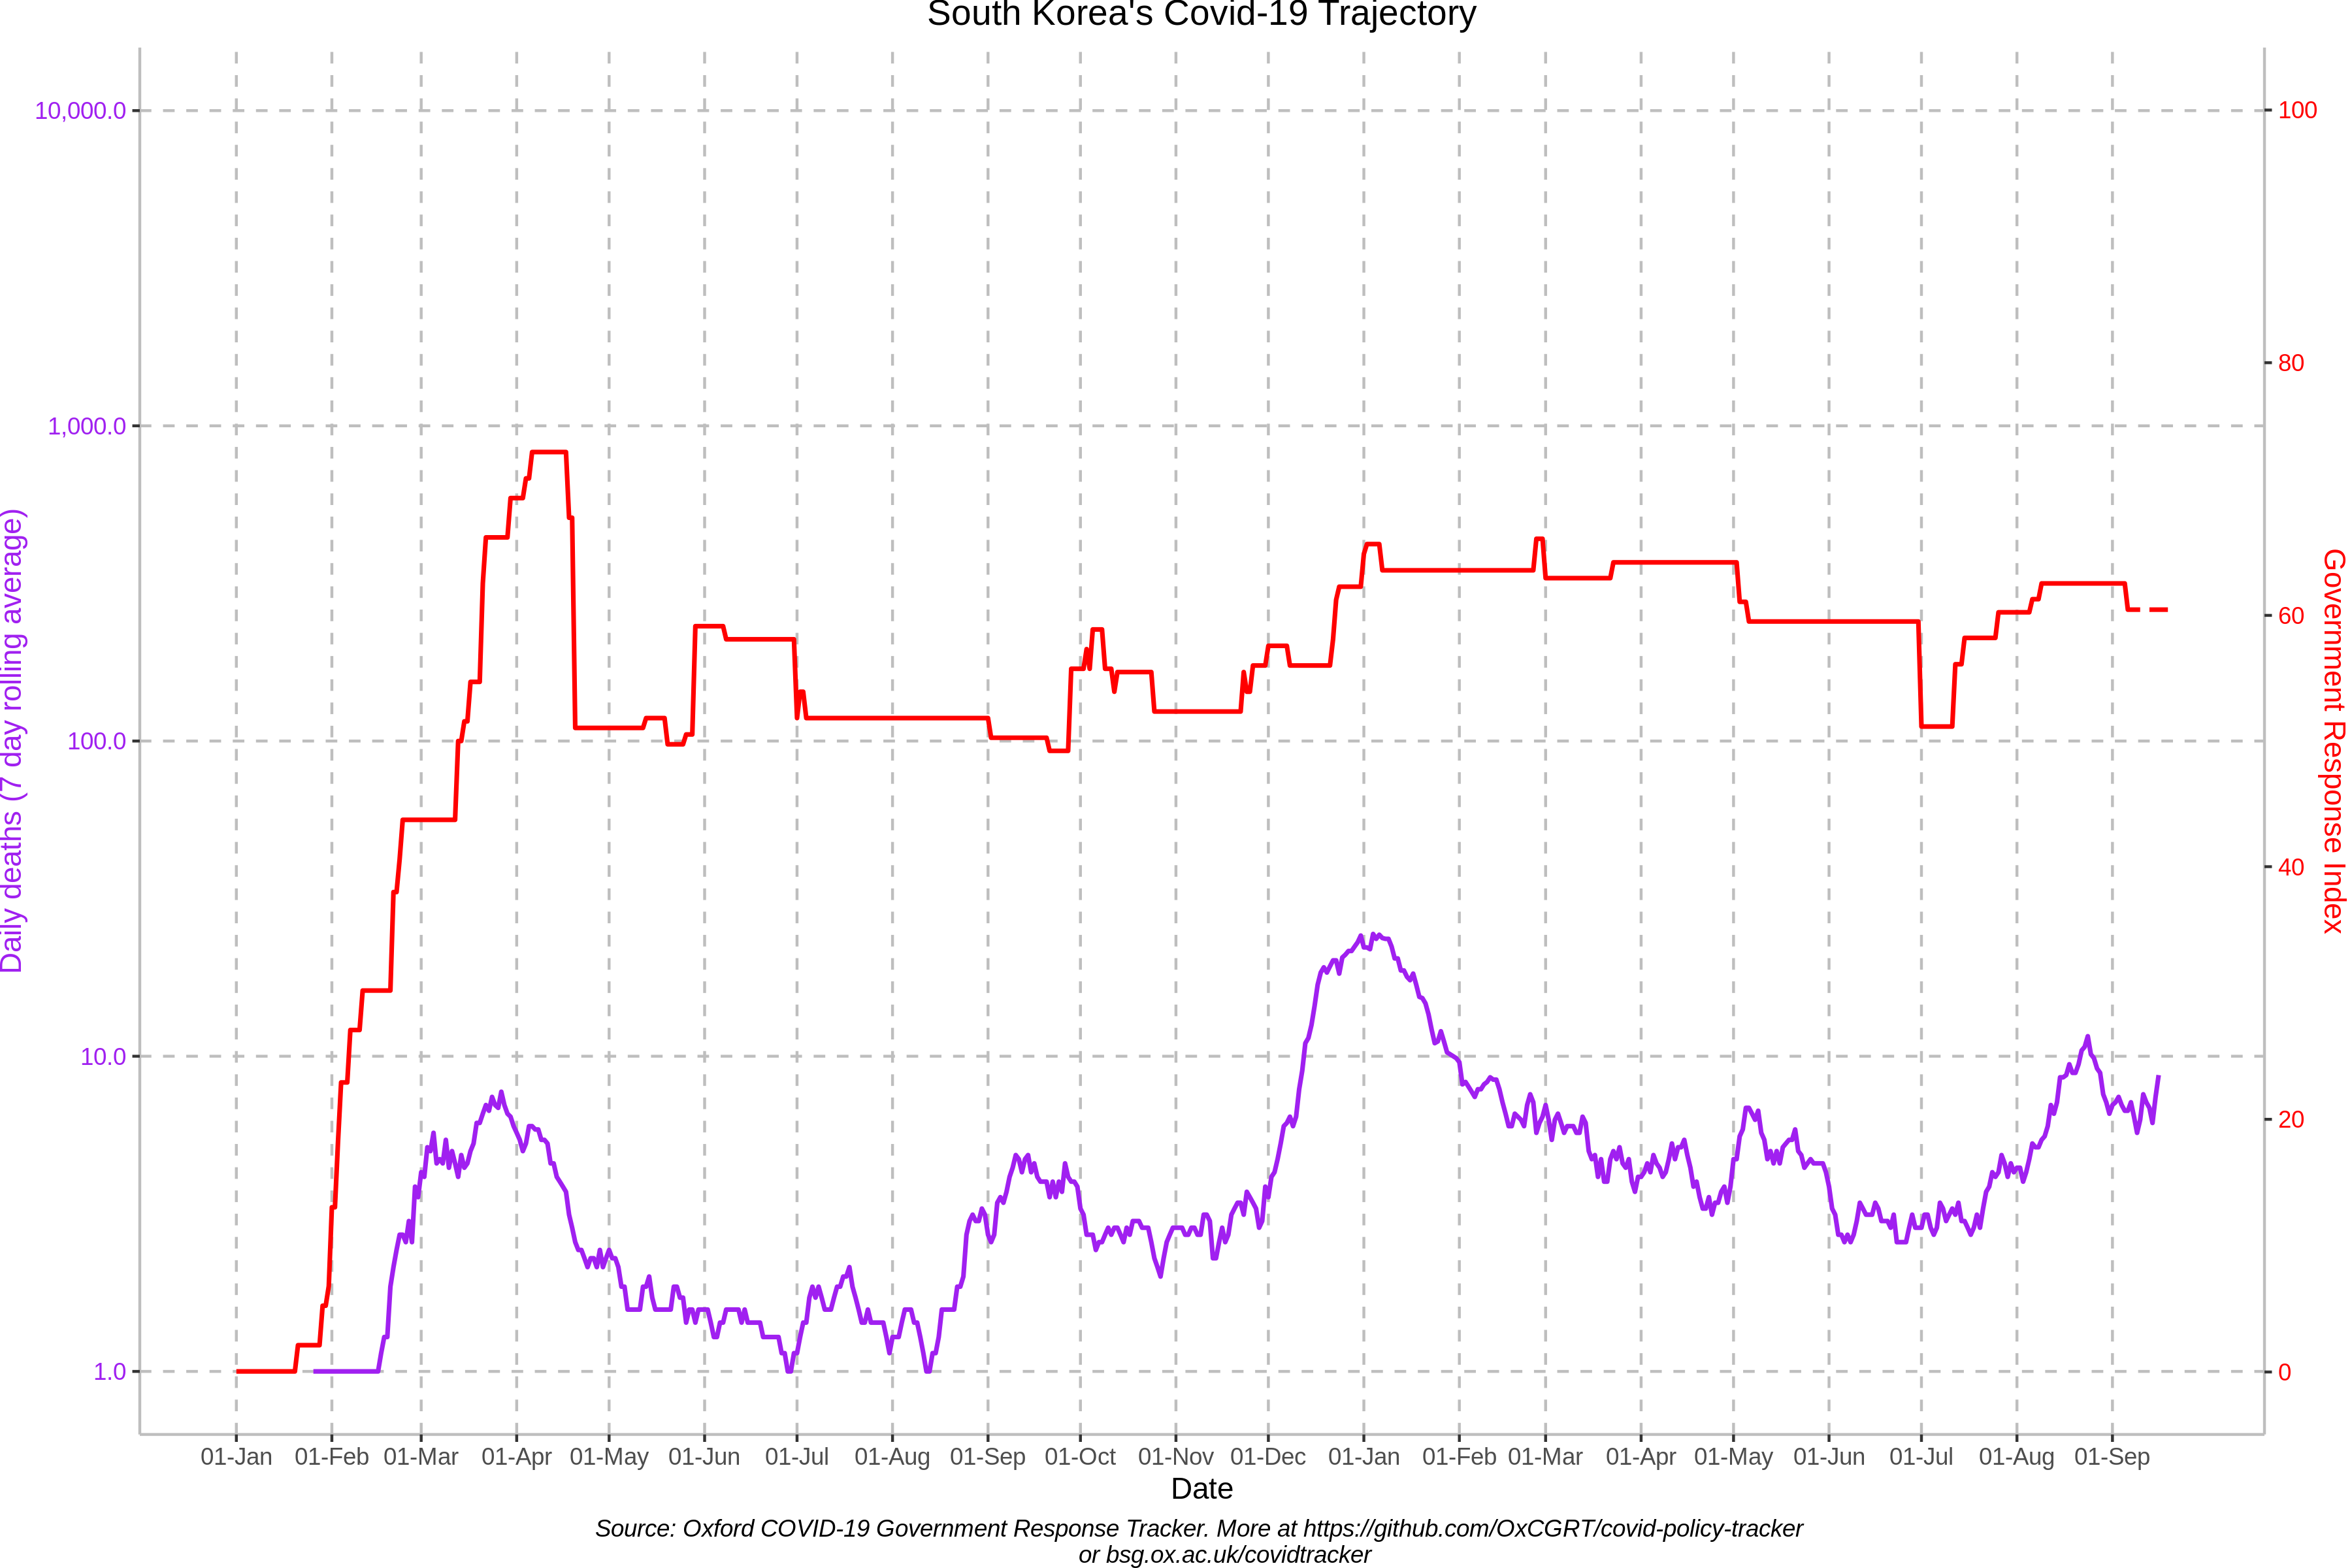 South Korea's Covid-19 Trajectory
10,000.0
1,000.0
100.0
10.0
1.0
Daily deaths (7 day rolling average)
100
80
60
40
20
0
Government Response Index
01-Jan 01-Feb 01-Mar 01-Apr 01-May 01-Jun 01-Jul 01-Aug 01-Sep 01-Oct 01-Nov 01-Dec 01-Jan 01-Feb 01-Mar 01-Apr 01-May 01-Jun 01-Jul 01-Aug 01-Sep
Date
Source: Oxford COVID-19 Government Response Tracker. More at https://github.com/OxCGRT/covid-policy-tracker
or bsg.ox.ac.uk/covidtracker